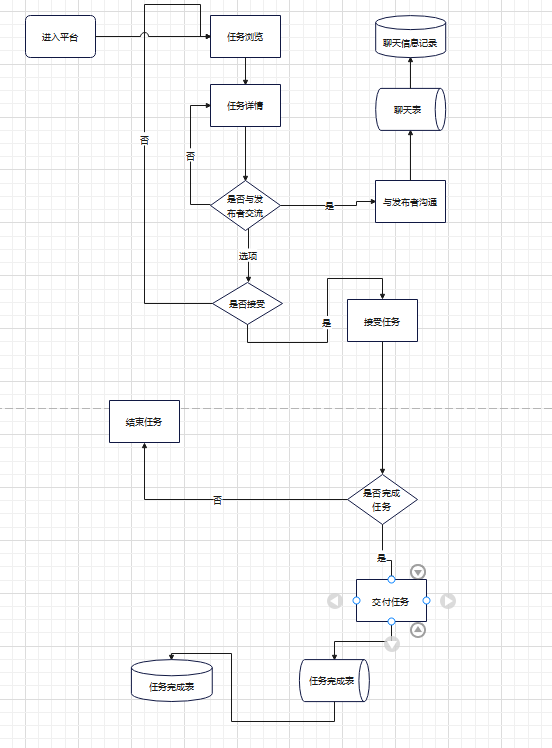 进入平台
任务浏览
聊天信息记录
任务详情
聊天表
否
否
是否与发
布者交流
是
与发布者沟通
选项
是否接受
是
接受任务
结束任务
是否完成
任务
否
是
交付任务
任务完成表
任务完成表